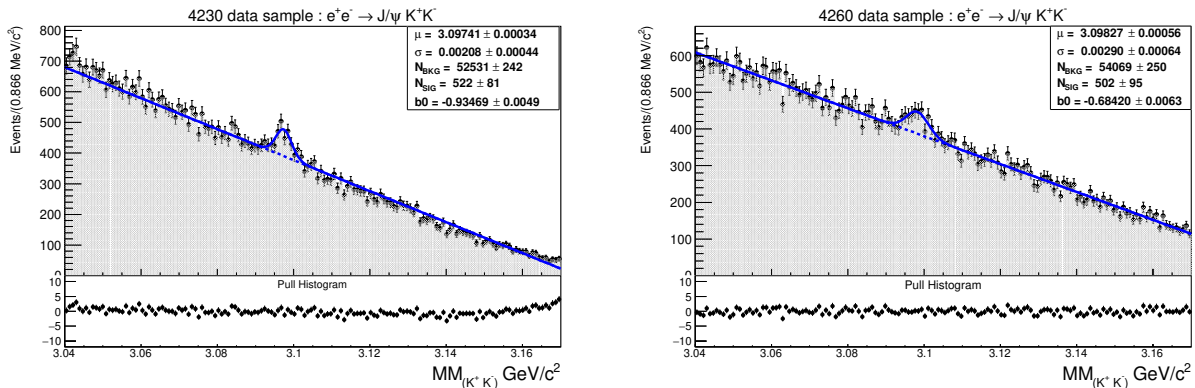 4230 data sample : e⁺e⁻ → J/ψ K⁺K⁻
μ = 3.09741 ± 0.00034
σ = 0.00208 ± 0.00044
N_BKG = 52531 ± 242
N_SIG = 522 ± 81
b0 = -0.93469 ± 0.0049
Events/(0.866 MeV/c²)
800
700
600
500
400
300
200
100
0
Pull Histogram
10
5
0
−5
−10
3.04 3.06 3.08 3.1 3.12 3.14 3.16
MM_(K⁺ K⁻) GeV/c²
4260 data sample : e⁺e⁻ → J/ψ K⁺K⁻
μ = 3.09827 ± 0.00056
σ = 0.00290 ± 0.00064
N_BKG = 54069 ± 250
N_SIG = 502 ± 95
b0 = -0.68420 ± 0.0063
Events/(0.866 MeV/c²)
600
500
400
300
200
100
0
Pull Histogram
10
5
0
−5
−10
3.04 3.06 3.08 3.1 3.12 3.14 3.16
MM_(K⁺ K⁻) GeV/c²